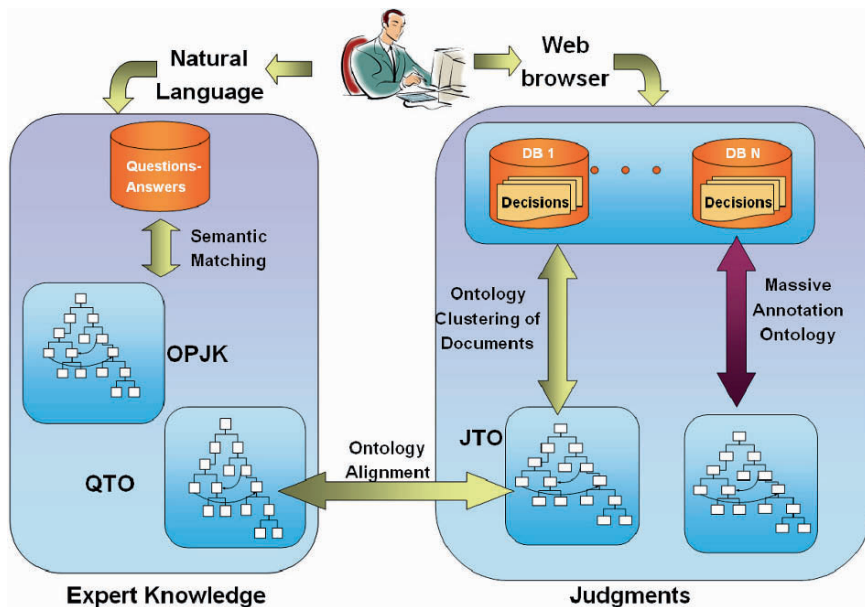 Natural
Language
Web
browser
Questions-
Answers
Semantic
Matching
OPJK
QTO
Expert Knowledge
Ontology
Alignment
DB 1
Decisions
DB N
Decisions
Ontology
Clustering of
Documents
Massive
Annotation
Ontology
JTO
Judgments